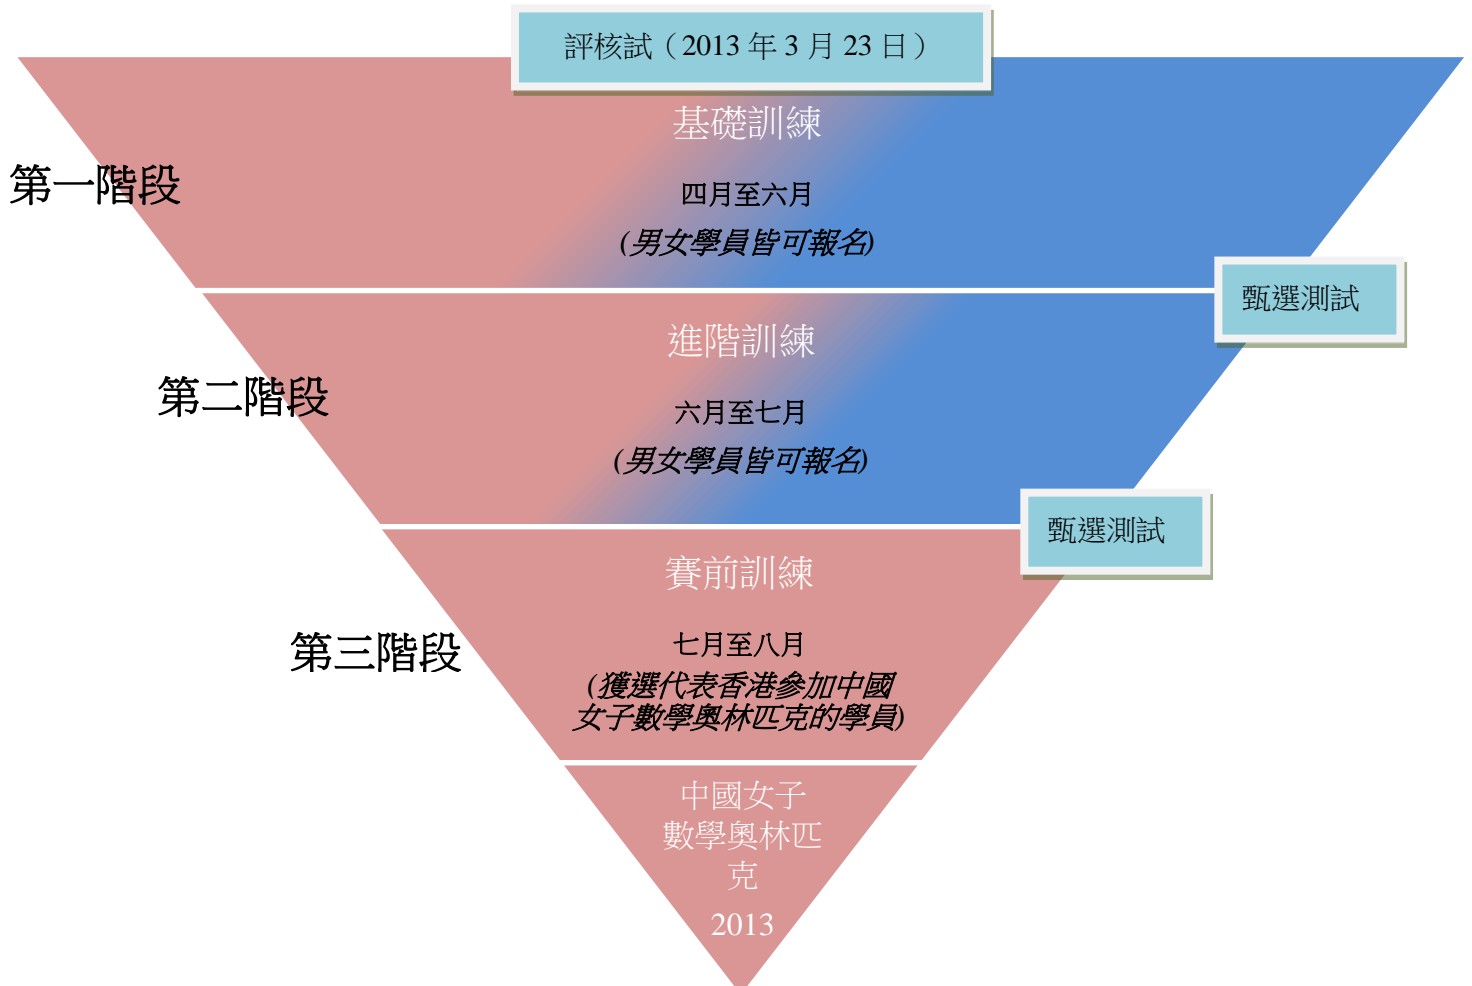 評核試（2013 年 3 月 23 日）
基礎訓練
第一階段
四月至六月
(男女學員皆可報名)
甄選測試
進階訓練
第二階段
六月至七月
(男女學員皆可報名)
甄選測試
賽前訓練
第三階段
七月至八月
(獲選代表香港參加中國
女子數學奧林匹克的學員)
中國女子
數學奧林匹
克
2013